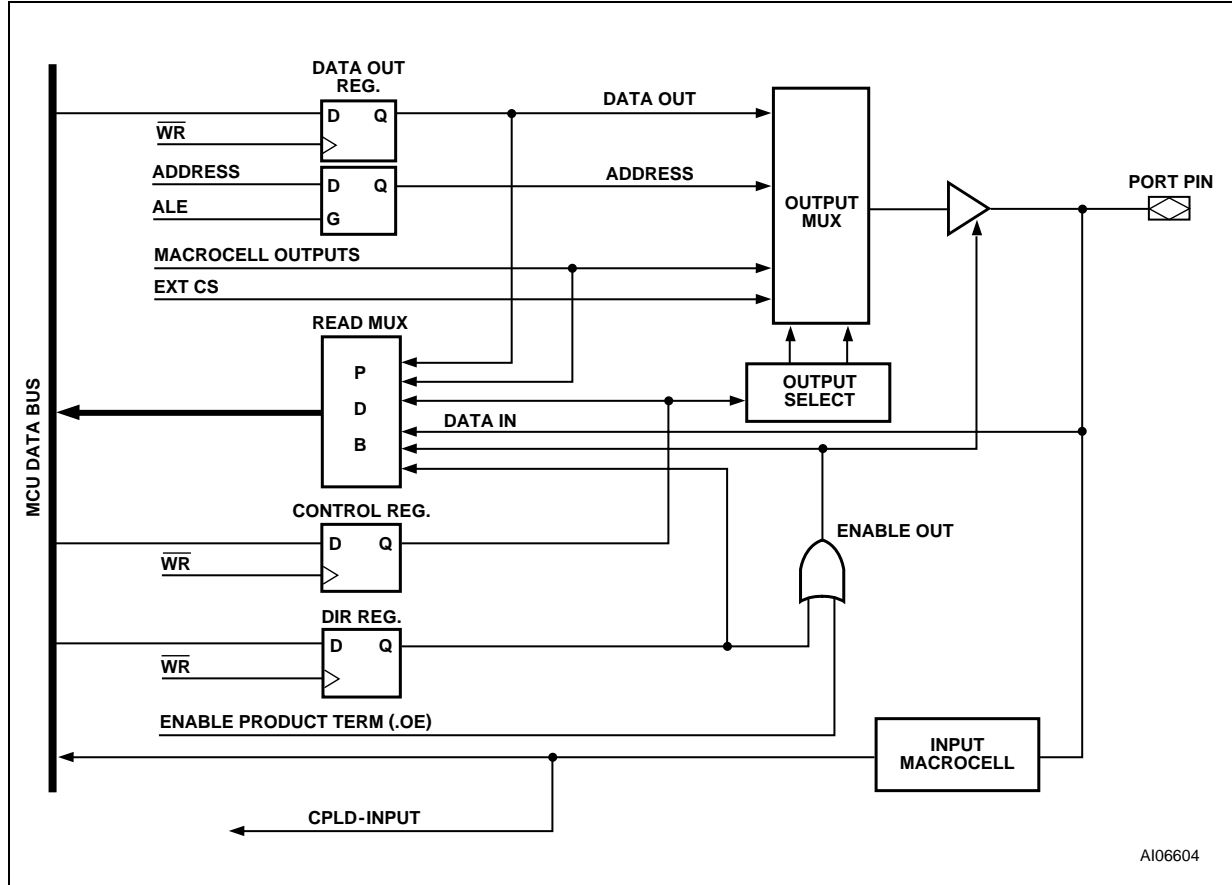 DATA OUT
REG.
D Q
WR
DATA OUT
ADDRESS
ALE
D Q
G
ADDRESS
OUTPUT
MUX
PORT PIN
MACROCELL OUTPUTS
EXT CS
READ MUX
P
D
B
OUTPUT
SELECT
DATA IN
MCU DATA BUS
CONTROL REG.
D Q
WR
ENABLE OUT
DIR REG.
D Q
WR
ENABLE PRODUCT TERM (.OE)
INPUT
MACROCELL
CPLD-INPUT
AI06604